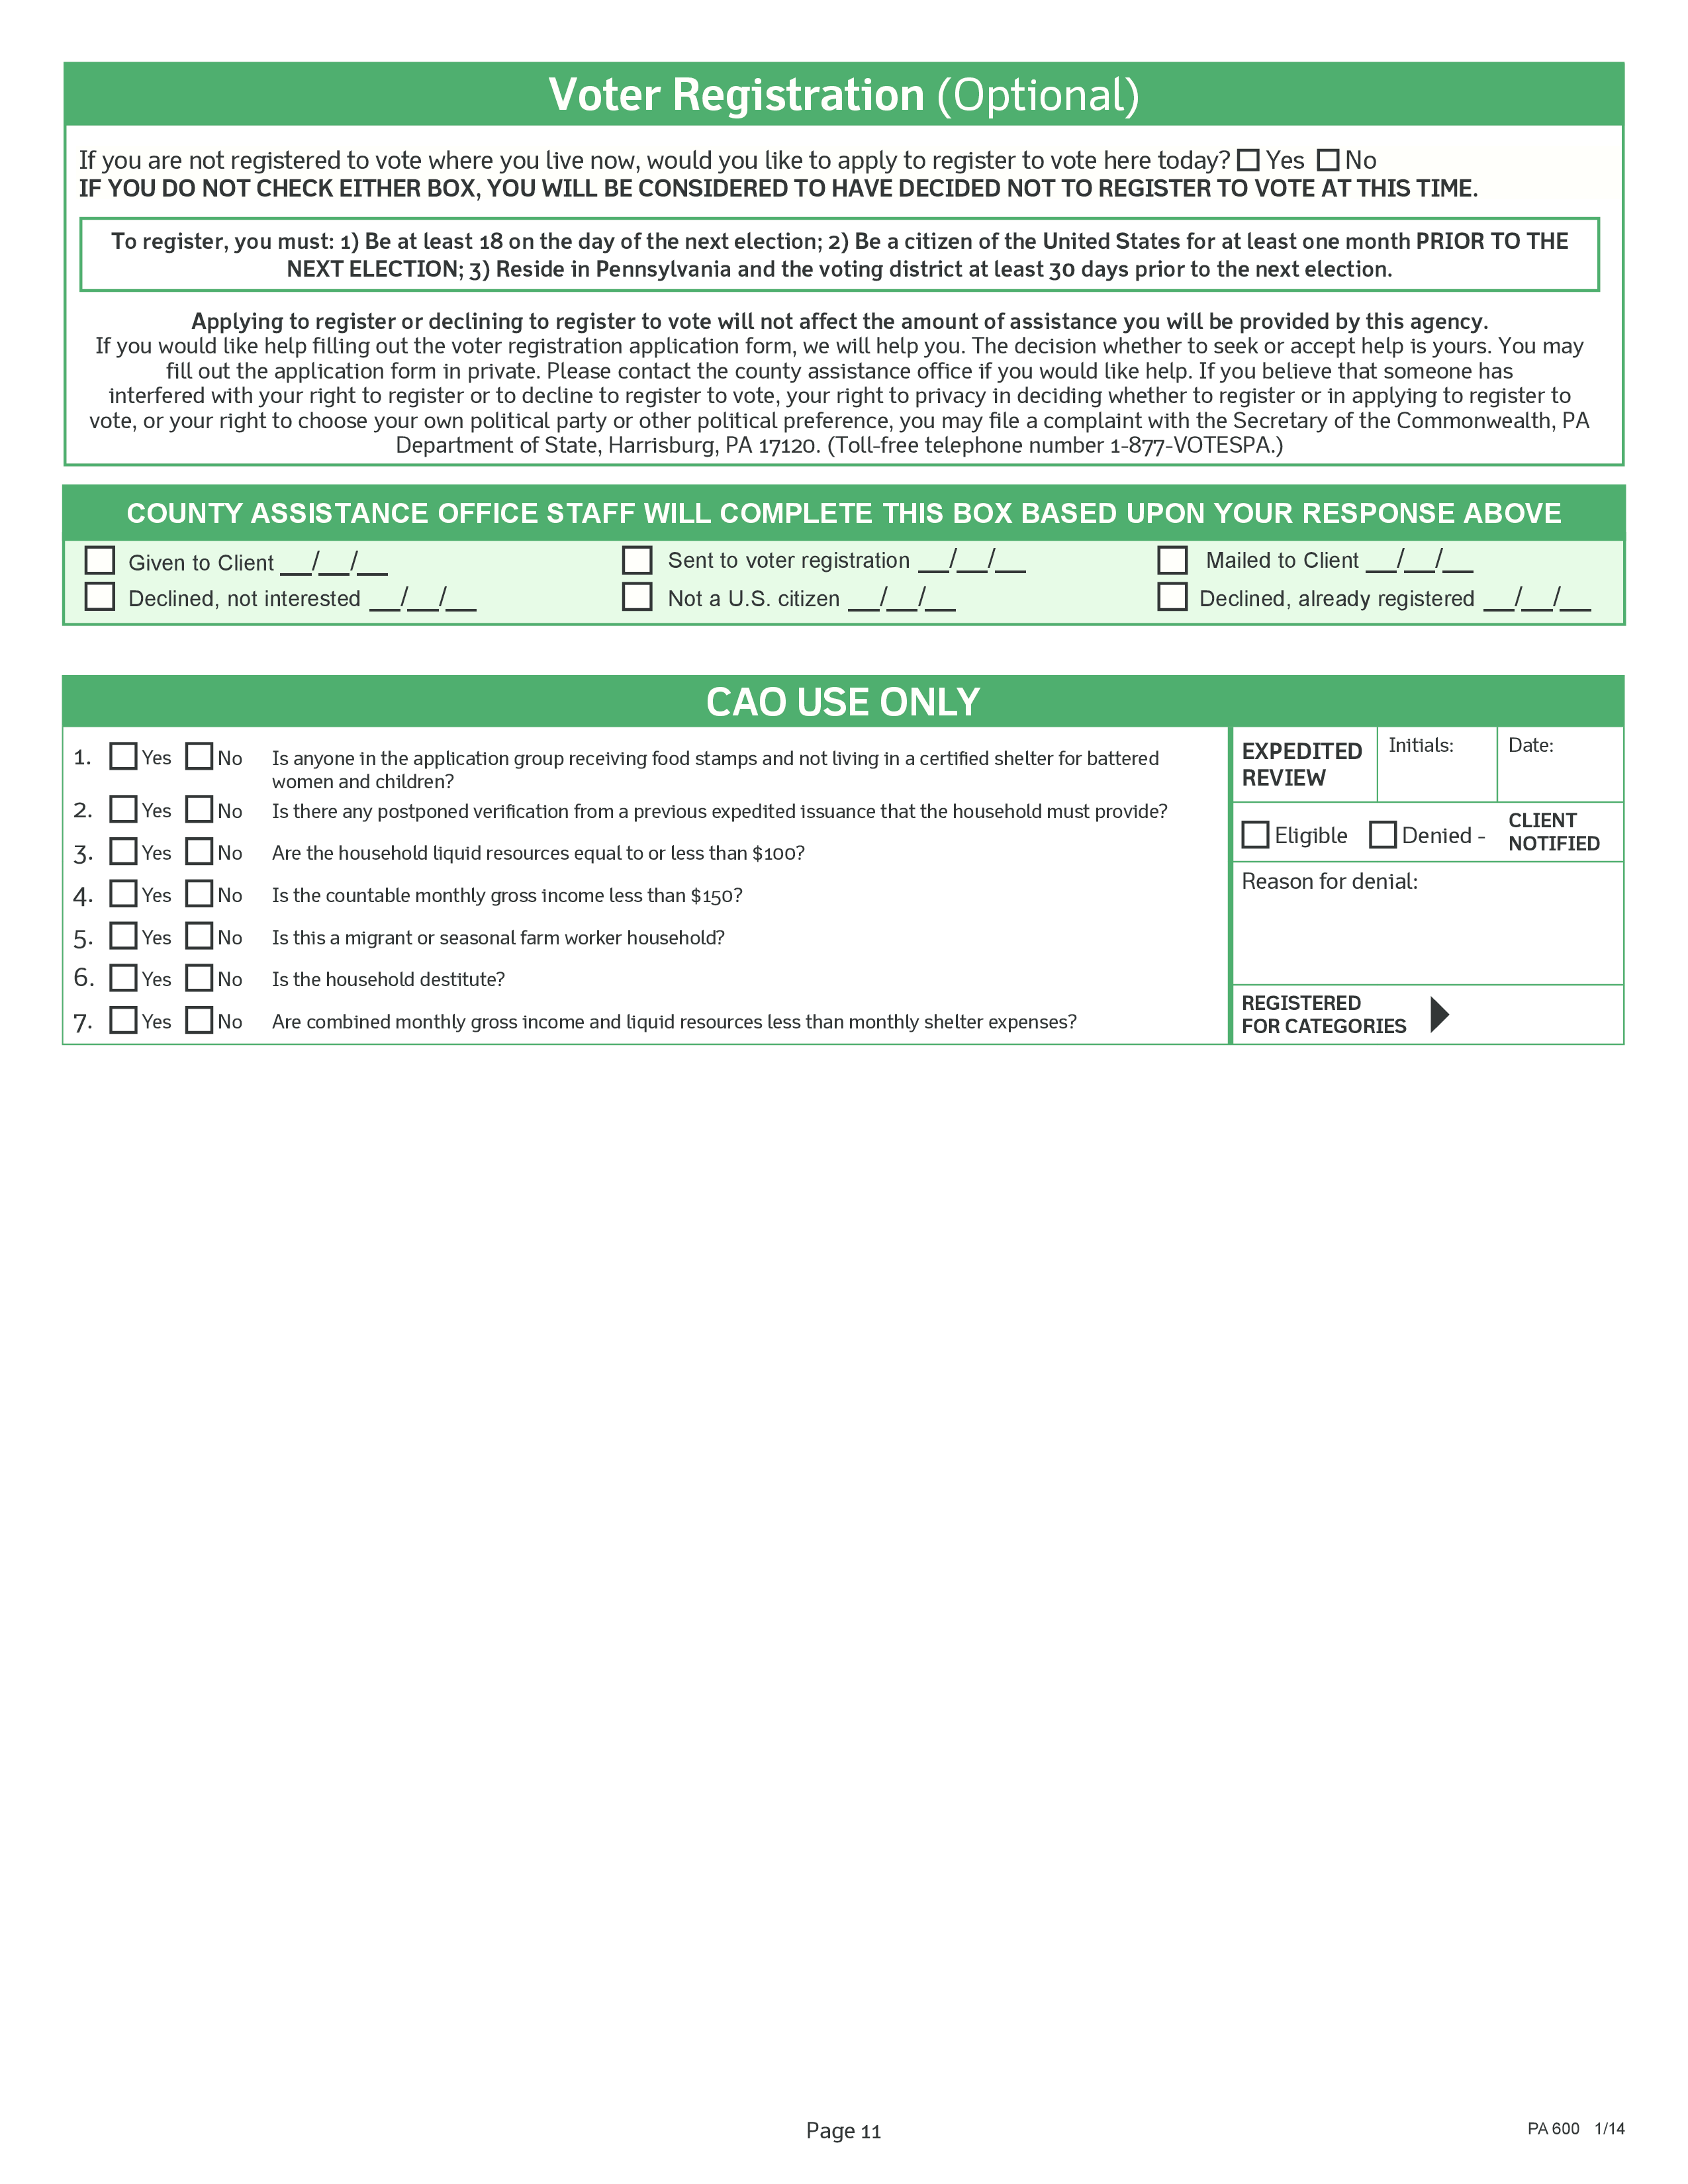 Voter Registration (Optional)
If you are not registered to vote where you live now, would you like to apply to register to vote here today? Yes No
IF YOU DO NOT CHECK EITHER BOX, YOU WILL BE CONSIDERED TO HAVE DECIDED NOT TO REGISTER TO VOTE AT THIS TIME.
To register, you must: 1) Be at least 18 on the day of the next election; 2) Be a citizen of the United States for at least one month PRIOR TO THE
NEXT ELECTION; 3) Reside in Pennsylvania and the voting district at least 30 days prior to the next election.
Applying to register or declining to register to vote will not affect the amount of assistance you will be provided by this agency.
If you would like help filling out the voter registration application form, we will help you. The decision whether to seek or accept help is yours. You may
fill out the application form in private. Please contact the county assistance office if you would like help. If you believe that someone has
interfered with your right to register or to decline to register to vote, your right to privacy in deciding whether to register or in applying to register to
vote, or your right to choose your own political party or other political preference, you may file a complaint with the Secretary of the Commonwealth, PA
Department of State, Harrisburg, PA 17120. (Toll-free telephone number 1-877-VOTESPA.)
COUNTY ASSISTANCE OFFICE STAFF WILL COMPLETE THIS BOX BASED UPON YOUR RESPONSE ABOVE
Given to Client __/__/__ Sent to voter registration __/__/__ Mailed to Client __/__/__
Declined, not interested __/__/__ Not a U.S. citizen __/__/__ Declined, already registered __/__/__
CAO USE ONLY
1. Yes No Is anyone in the application group receiving food stamps and not living in a certified shelter for battered
women and children?
2. Yes No Is there any postponed verification from a previous expedited issuance that the household must provide?
3. Yes No Are the household liquid resources equal to or less than $100?
4. Yes No Is the countable monthly gross income less than $150?
5. Yes No Is this a migrant or seasonal farm worker household?
6. Yes No Is the household destitute?
7. Yes No Are combined monthly gross income and liquid resources less than monthly shelter expenses?
EXPEDITED
REVIEW
Initials:
Date:
Eligible Denied -
CLIENT
NOTIFIED
Reason for denial:
REGISTERED
FOR CATEGORIES
Page 11
PA 600 1/14